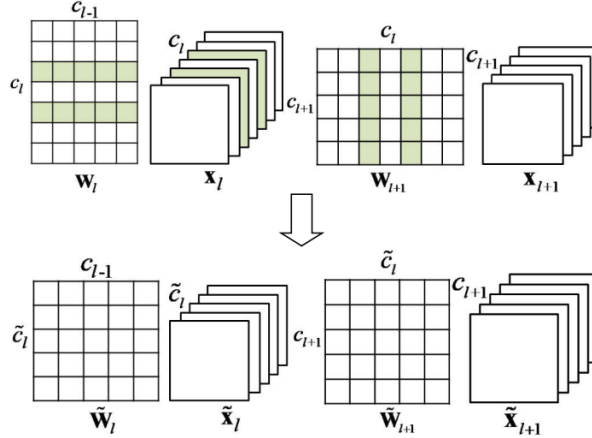 c_{l-1} c_l
c_l c_l c_{l+1} c_{l+1}
W_l x_l W_{l+1} x_{l+1}
c_{l-1} c̃_l
c̃_l c̃_l c_{l+1} c_{l+1}
W̃_l x̃_l W̃_{l+1} x̃_{l+1}